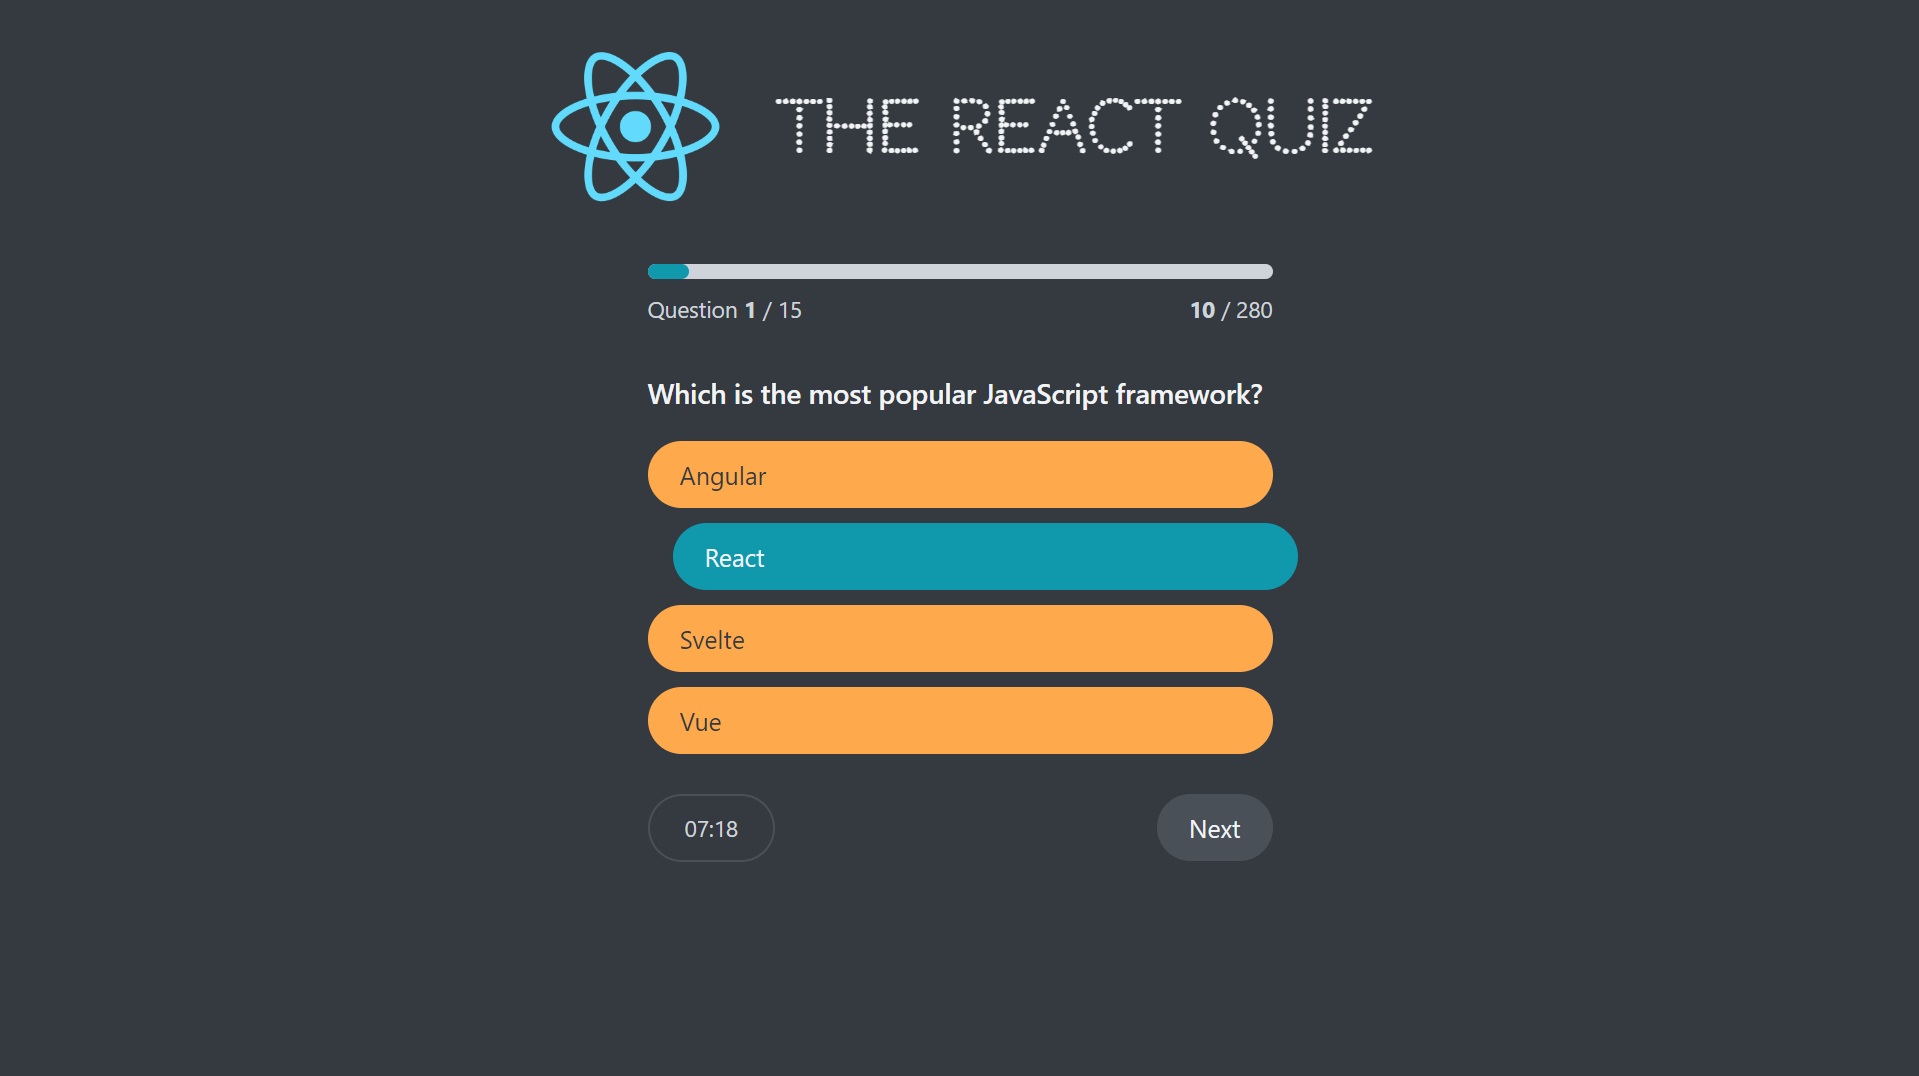 THE REACT QUIZ
Question 1 / 15
10 / 280
Which is the most popular JavaScript framework?
Angular
React
Svelte
Vue
07:18
Next